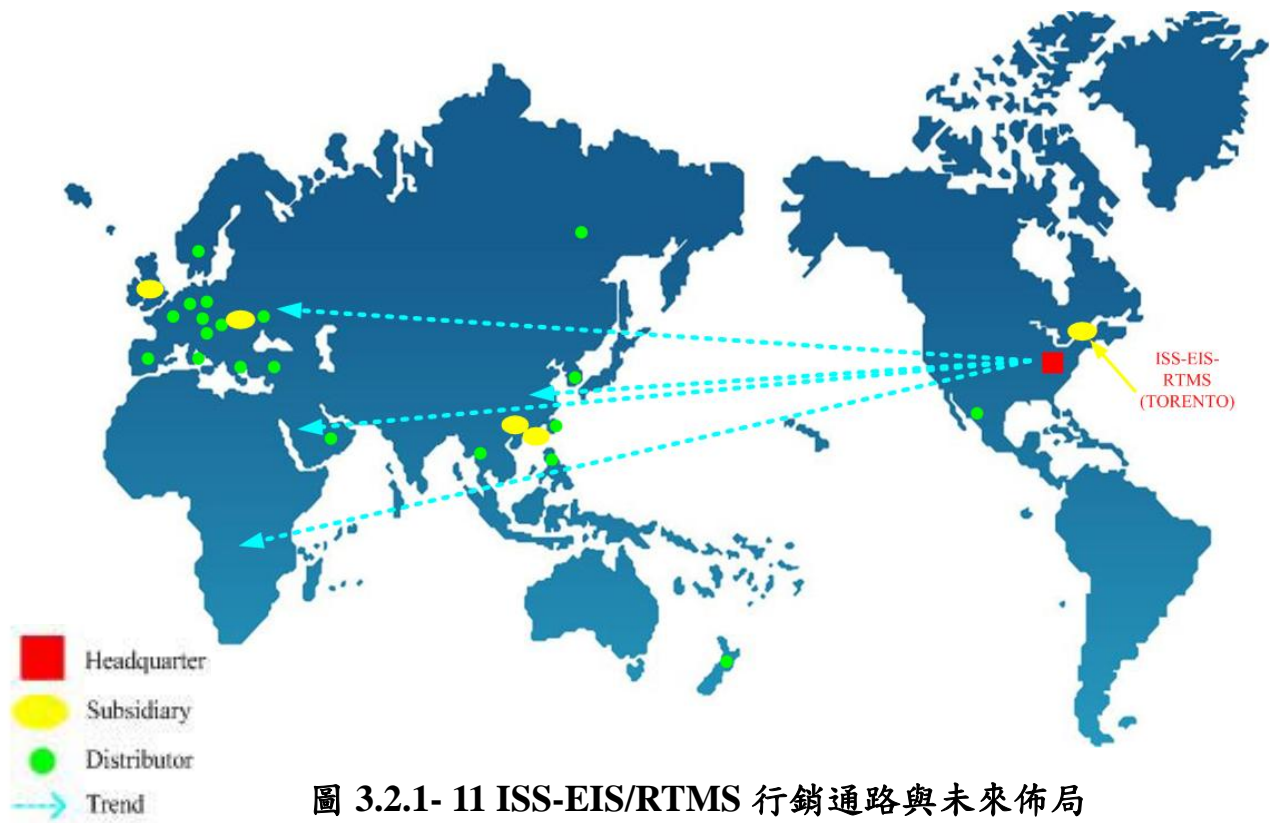 ISS-EIS-
RTMS
(TORENTO)
Headquarter
Subsidiary
Distributor
Trend
圖 3.2.1- 11 ISS-EIS/RTMS 行銷通路與未來佈局